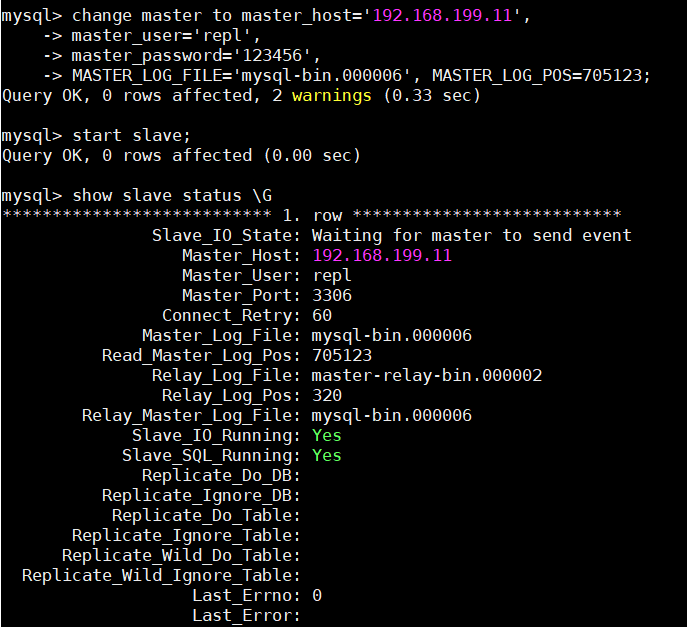 mysql> change master to master_host='192.168.199.11',
    -> master_user='repl',
    -> master_password='123456',
    -> MASTER_LOG_FILE='mysql-bin.000006', MASTER_LOG_POS=705123;
Query OK, 0 rows affected, 2 warnings (0.33 sec)

mysql> start slave;
Query OK, 0 rows affected (0.00 sec)

mysql> show slave status \G
*************************** 1. row ***************************
               Slave_IO_State: Waiting for master to send event
                  Master_Host: 192.168.199.11
                  Master_User: repl
                  Master_Port: 3306
                Connect_Retry: 60
              Master_Log_File: mysql-bin.000006
          Read_Master_Log_Pos: 705123
               Relay_Log_File: master-relay-bin.000002
                Relay_Log_Pos: 320
        Relay_Master_Log_File: mysql-bin.000006
             Slave_IO_Running: Yes
            Slave_SQL_Running: Yes
              Replicate_Do_DB:
          Replicate_Ignore_DB:
           Replicate_Do_Table:
       Replicate_Ignore_Table:
      Replicate_Wild_Do_Table:
  Replicate_Wild_Ignore_Table:
                   Last_Errno: 0
                   Last_Error: